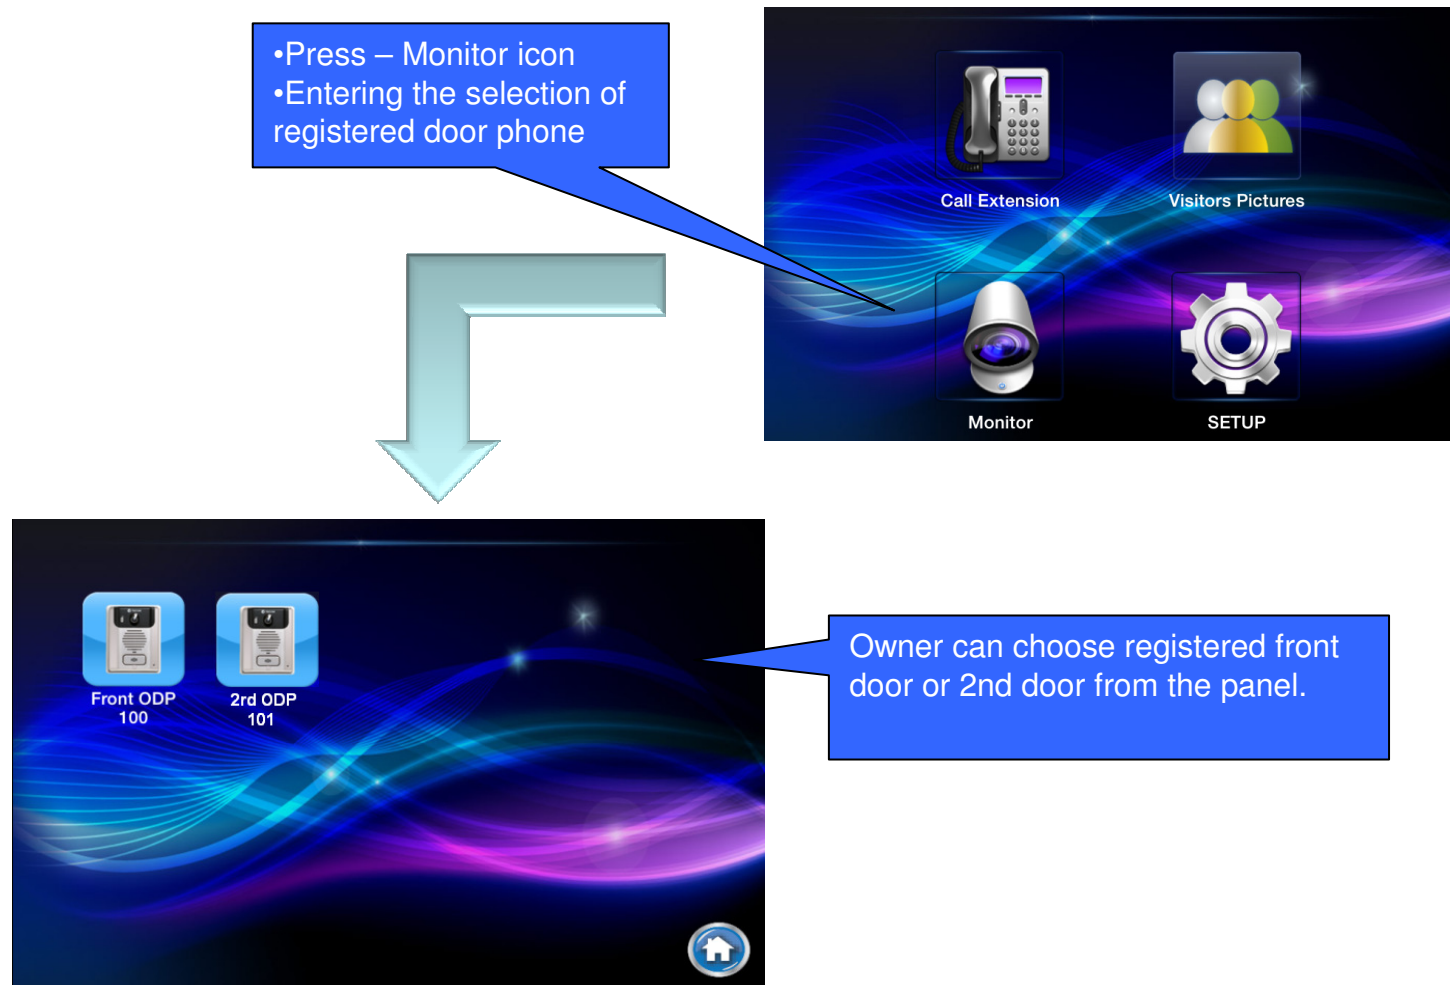 •Press – Monitor icon
•Entering the selection of
registered door phone
Call Extension
Visitors Pictures
Monitor
SETUP
Front ODP
100
2rd ODP
101
Owner can choose registered front
door or 2nd door from the panel.